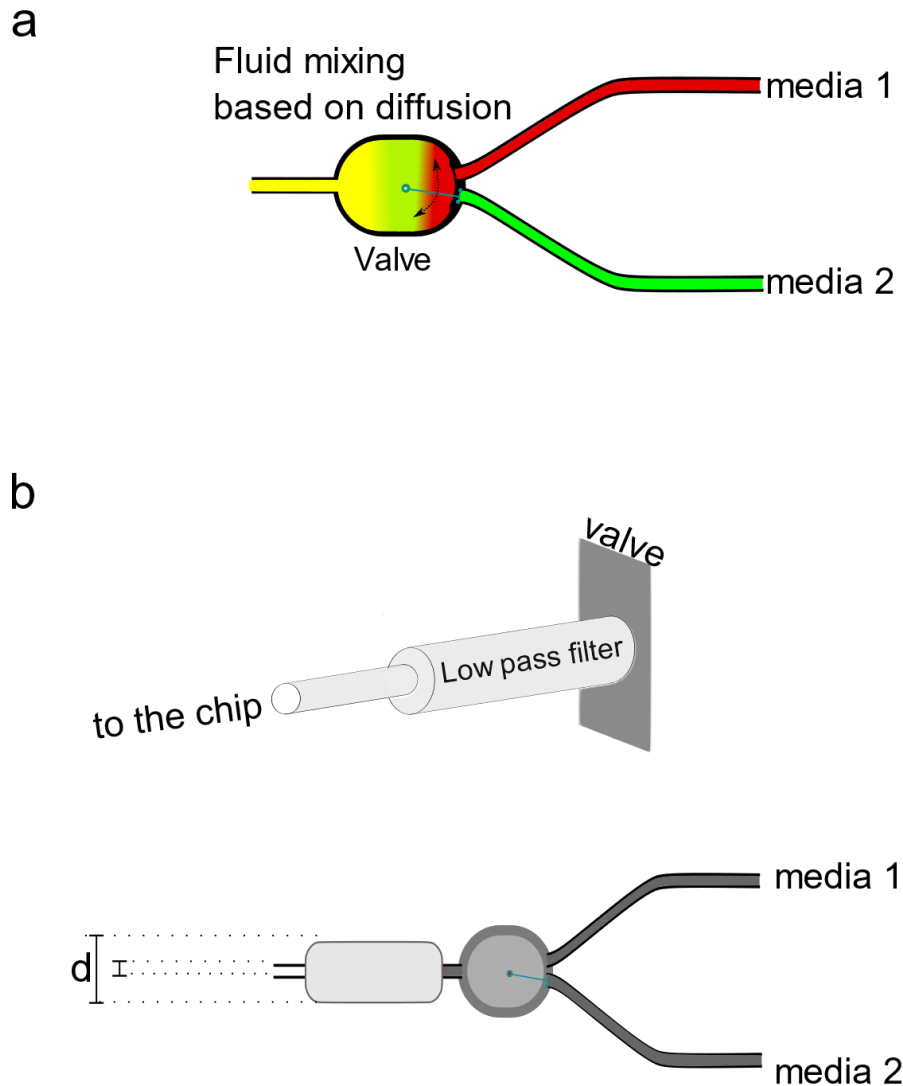 a
Fluid mixing
based on diffusion
media 1
Valve
media 2
b
valve
Low pass filter
to the chip
media 1
d
media 2